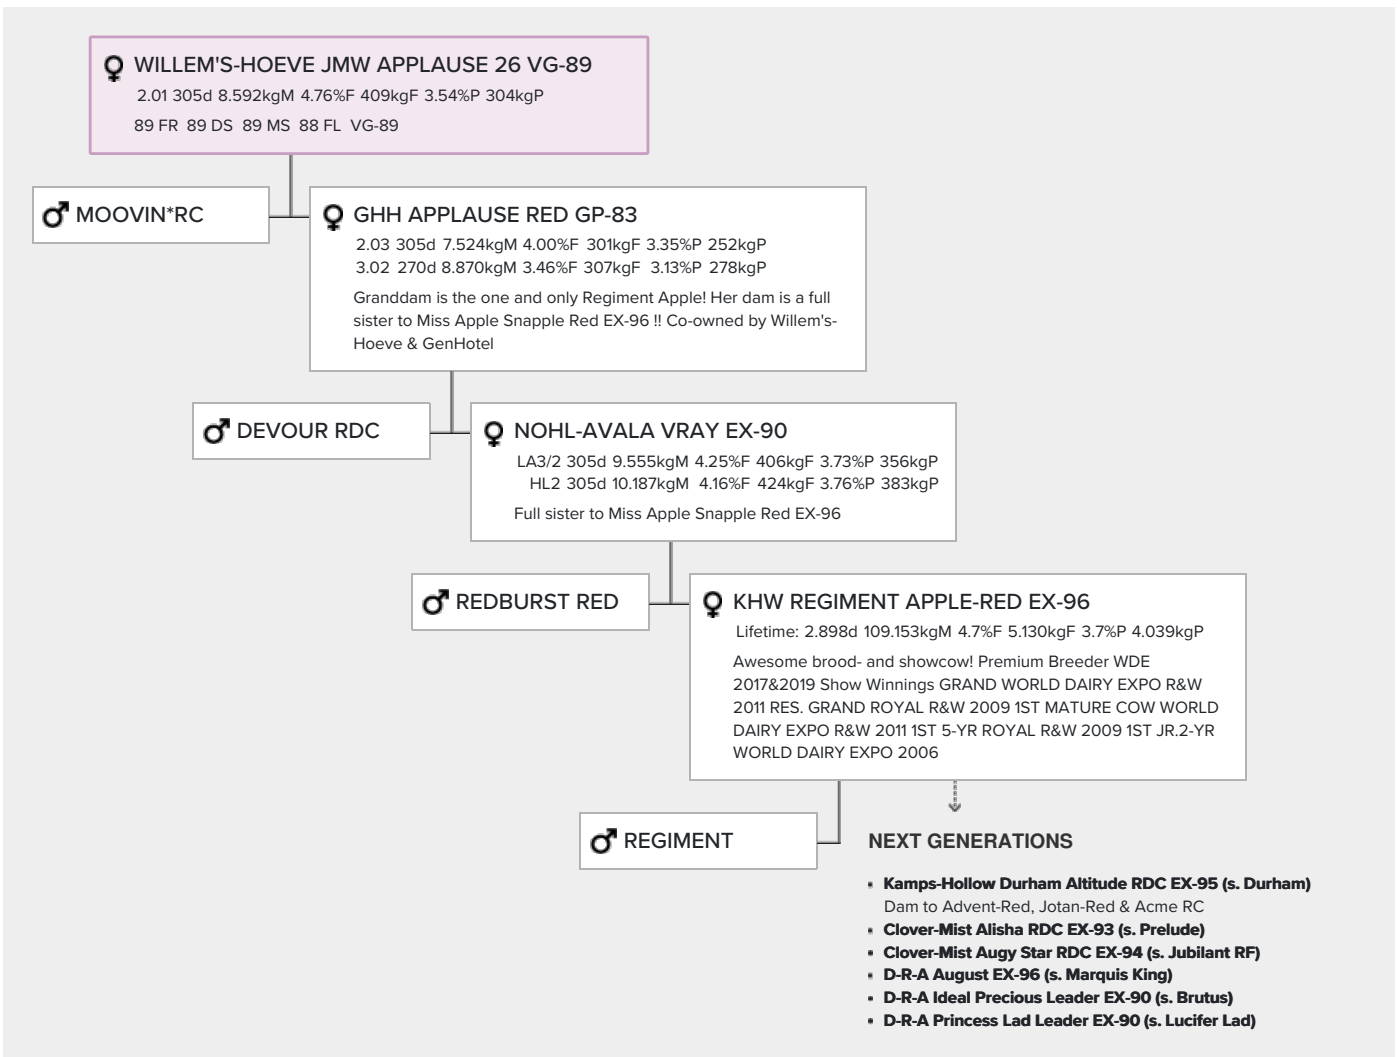 WILLEM'S-HOEVE JMW APPLAUSE 26 VG-89
2.01 305d 8.592kgM 4.76%F 409kgF 3.54%P 304kgP
89 FR 89 DS 89 MS 88 FL VG-89
MOOVIN*RC
GHH APPLAUSE RED GP-83
2.03 305d 7.524kgM 4.00%F 301kgF 3.35%P 252kgP
3.02 270d 8.870kgM 3.46%F 307kgF 3.13%P 278kgP
Granddam is the one and only Regiment Apple! Her dam is a full
sister to Miss Apple Snapple Red EX-96 !! Co-owned by Willem's-
Hoeve & GenHotel
DEVOUR RDC
NOHL-AVALA VRAY EX-90
LA3/2 305d 9.555kgM 4.25%F 406kgF 3.73%P 356kgP
HL2 305d 10.187kgM 4.16%F 424kgF 3.76%P 383kgP
Full sister to Miss Apple Snapple Red EX-96
REDBURST RED
KHW REGIMENT APPLE-RED EX-96
Lifetime: 2.898d 109.153kgM 4.7%F 5.130kgF 3.7%P 4.039kgP
Awesome brood- and showcow! Premium Breeder WDE
2017&2019 Show Winnings GRAND WORLD DAIRY EXPO R&W
2011 RES. GRAND ROYAL R&W 2009 1ST MATURE COW WORLD
DAIRY EXPO R&W 2011 1ST 5-YR ROYAL R&W 2009 1ST JR.2-YR
WORLD DAIRY EXPO 2006
REGIMENT
NEXT GENERATIONS
▪ Kamps-Hollow Durham Altitude RDC EX-95 (s. Durham)
Dam to Advent-Red, Jotan-Red & Acme RC
▪ Clover-Mist Alisha RDC EX-93 (s. Prelude)
▪ Clover-Mist Augy Star RDC EX-94 (s. Jubilant RF)
▪ D-R-A August EX-96 (s. Marquis King)
▪ D-R-A Ideal Precious Leader EX-90 (s. Brutus)
▪ D-R-A Princess Lad Leader EX-90 (s. Lucifer Lad)